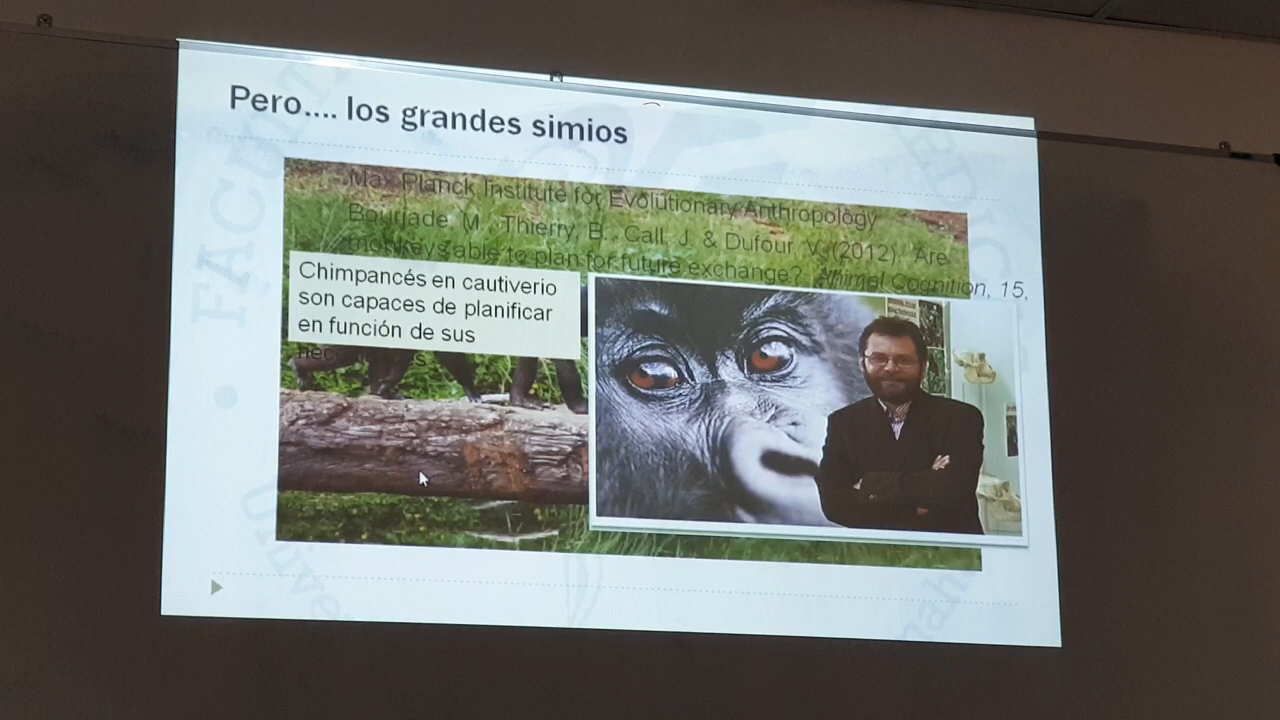 Pero.... los grandes simios
Max Planck Institute for Evolutionary Anthropology
Bourjade, M., Thierry, B., Call, J. & Dufour, V. (2012). Are
monkeys able to plan for future exchange? Animal Cognition, 15,
Chimpancés en cautiverio
son capaces de planificar
en función de sus
FACU